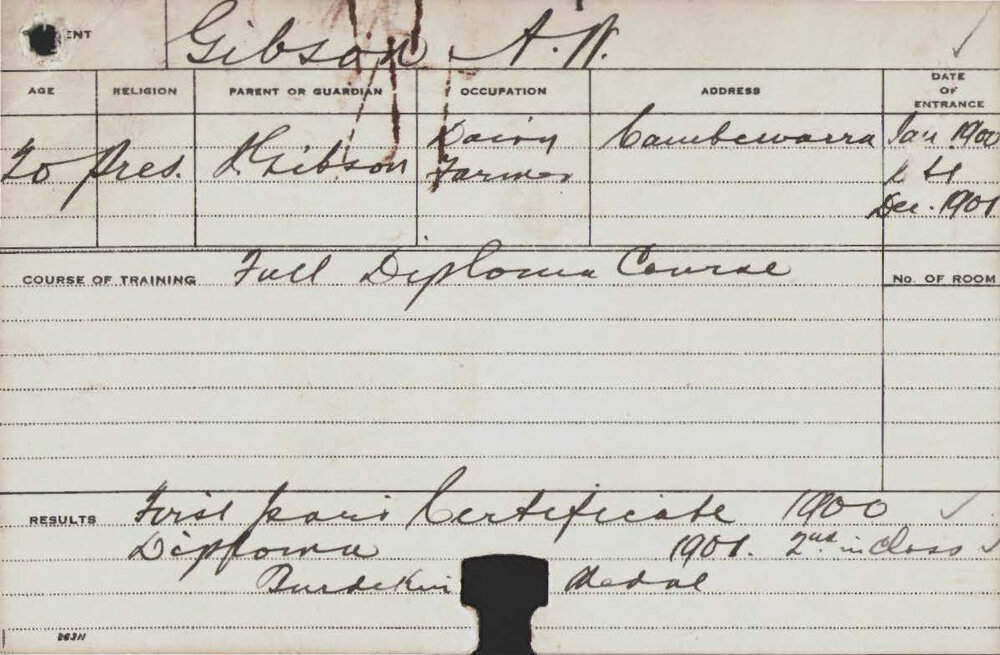 ENT Gibson A.W.
AGE RELIGION PARENT OR GUARDIAN OCCUPATION ADDRESS DATE OF ENTRANCE
20 Pres. Gibson Dairy Farmer Cambewarra Jan. 1900
Dec. 1901
COURSE OF TRAINING Full Diploma Course No. OF ROOM
RESULTS First years Certificate 1900
Diploma 1901. 2nd. in Class
Burdekin Medal